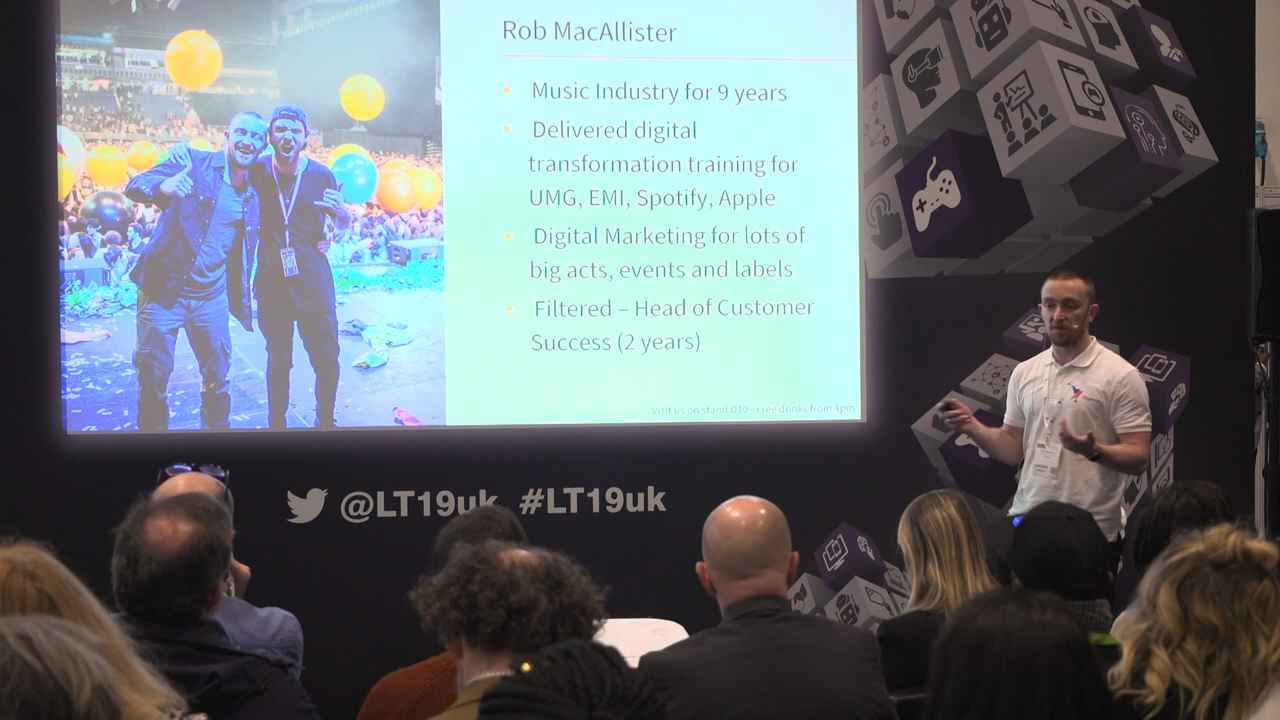 Rob MacAllister
Music Industry for 9 years
Delivered digital
transformation training for
UMG, EMI, Spotify, Apple
Digital Marketing for lots of
big acts, events and labels
Filtered – Head of Customer
Success (2 years)
Visit us on stand D10 - Free drinks from 4pm
@LT19uk #LT19uk